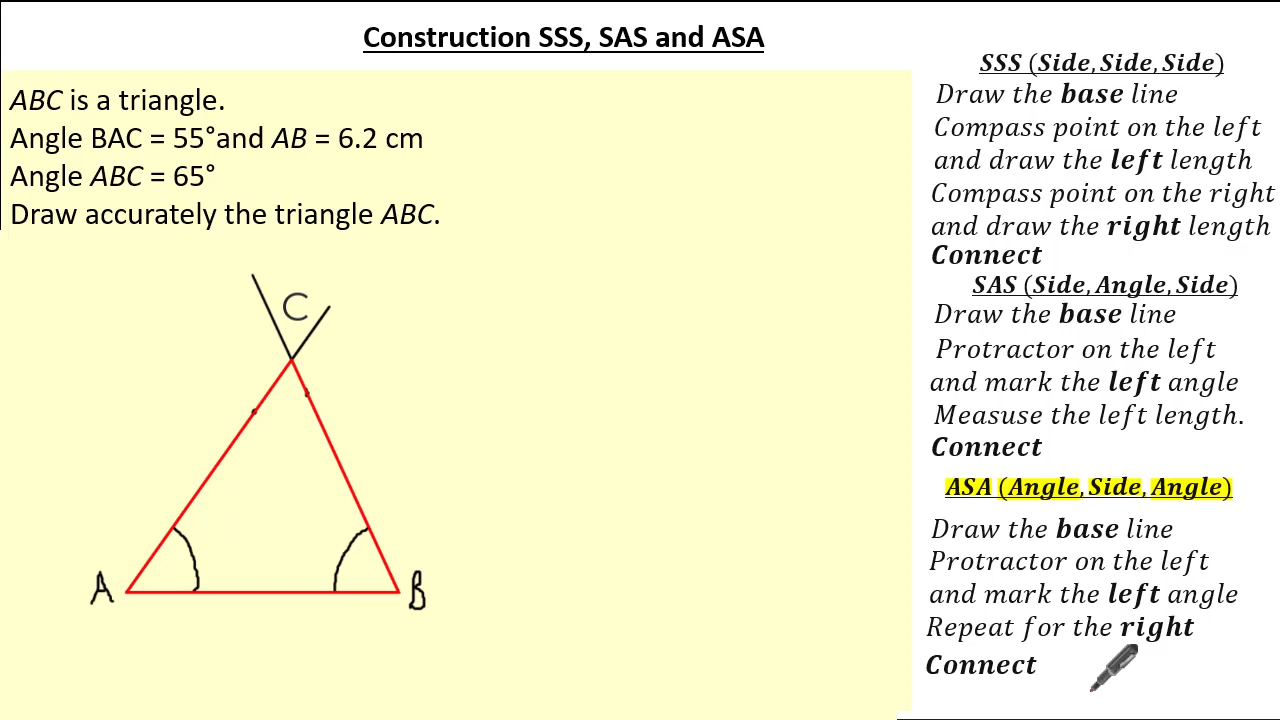 Construction SSS, SAS and ASA
ABC is a triangle.
Angle BAC = 55°and AB = 6.2 cm
Angle ABC = 65°
Draw accurately the triangle ABC.
C
A
B
SSS (Side, Side, Side)
Draw the base line
Compass point on the left
and draw the left length
Compass point on the right
and draw the right length
Connect
SAS (Side, Angle, Side)
Draw the base line
Protractor on the left
and mark the left angle
Measuse the left length.
Connect
ASA (Angle, Side, Angle)
Draw the base line
Protractor on the left
and mark the left angle
Repeat for the right
Connect